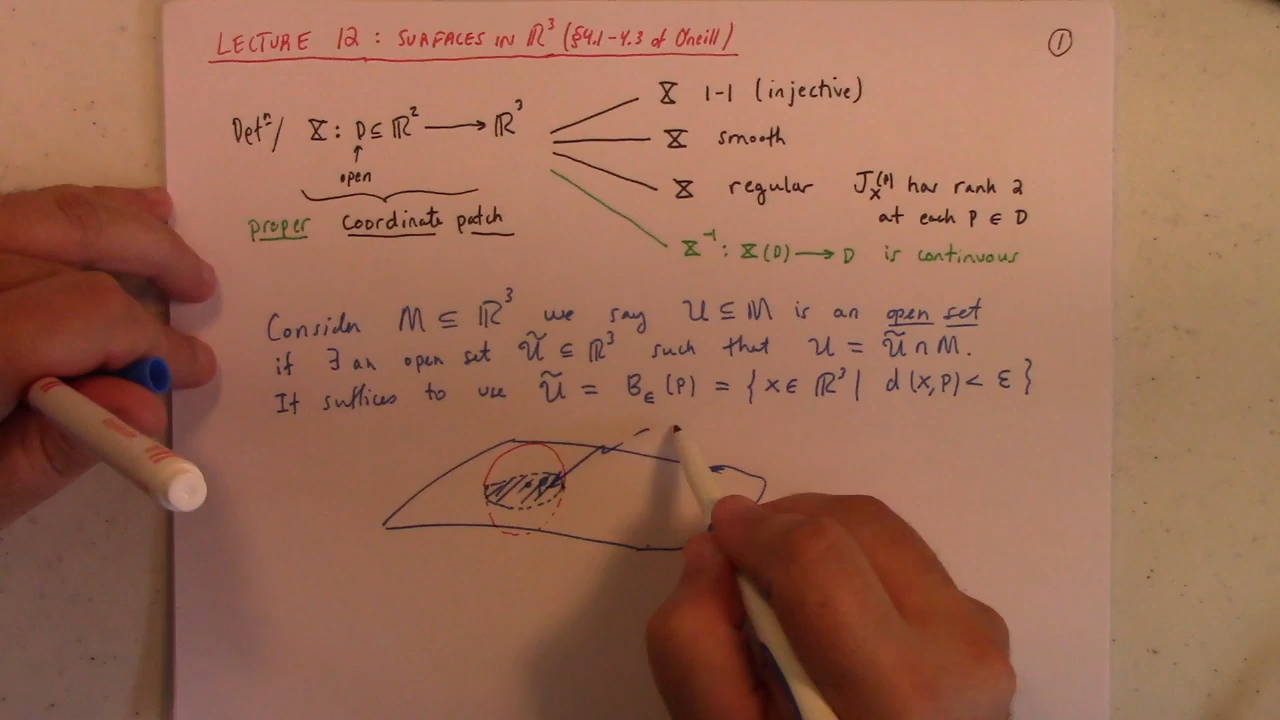 LECTURE 12 : SURFACES IN ℝ³ (§4.1-4.3 of O'neill) ①
Defⁿ/ X : D ⊆ ℝ² ⟶ ℝ³
↑
open
proper coordinate patch
X 1-1 (injective)
X smooth
X regular J_X(p) has rank 2
at each p ∈ D
X⁻¹ : X(D) ⟶ D is continuous
Consider M ⊆ ℝ³ we say U ⊆ M is an open set
if ∃ an open set Ũ ⊆ ℝ³ such that U = Ũ ∩ M.
It suffices to use Ũ = B_ε(p) = { x ∈ ℝ³ | d(x,p) < ε }